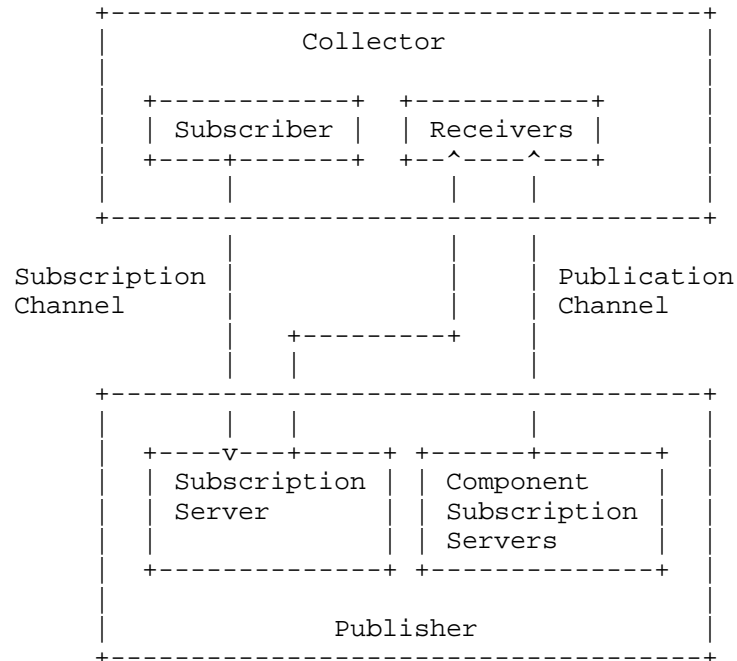 Collector
Subscriber Receivers
Subscription Publication
Channel Channel
Subscription Component
Server Subscription
Servers
Publisher